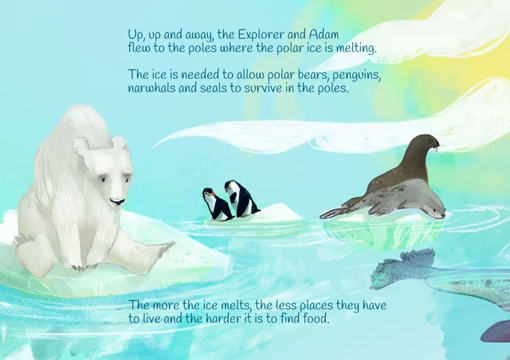 Up, up and away, the Explorer and Adam
flew to the poles where the polar ice is melting.
The ice is needed to allow polar bears, penguins,
narwhals and seals to survive in the poles.
The more the ice melts, the less places they have
to live and the harder it is to find food.